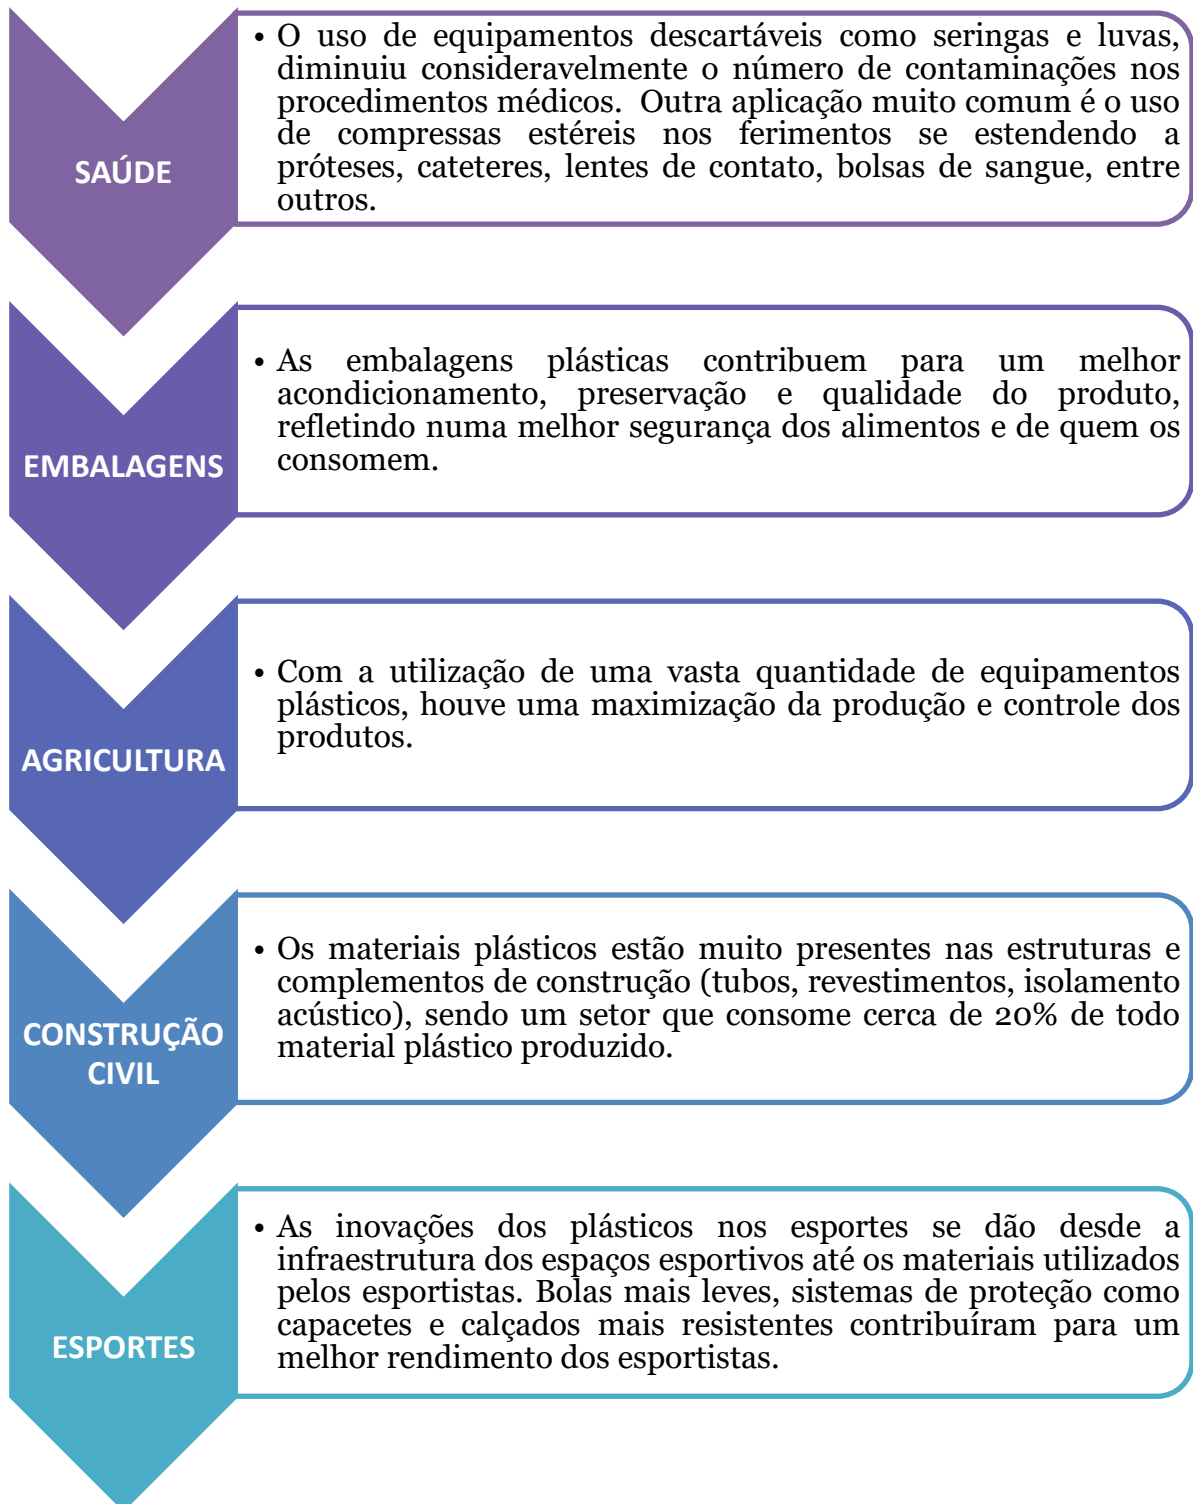 SAÚDE
• O uso de equipamentos descartáveis como seringas e luvas,
diminuiu consideravelmente o número de contaminações nos
procedimentos médicos. Outra aplicação muito comum é o uso
de compressas estéreis nos ferimentos se estendendo a
próteses, cateteres, lentes de contato, bolsas de sangue, entre
outros.
EMBALAGENS
• As embalagens plásticas contribuem para um melhor
acondicionamento, preservação e qualidade do produto,
refletindo numa melhor segurança dos alimentos e de quem os
consomem.
AGRICULTURA
• Com a utilização de uma vasta quantidade de equipamentos
plásticos, houve uma maximização da produção e controle dos
produtos.
CONSTRUÇÃO
CIVIL
• Os materiais plásticos estão muito presentes nas estruturas e
complementos de construção (tubos, revestimentos, isolamento
acústico), sendo um setor que consome cerca de 20% de todo
material plástico produzido.
ESPORTES
• As inovações dos plásticos nos esportes se dão desde a
infraestrutura dos espaços esportivos até os materiais utilizados
pelos esportistas. Bolas mais leves, sistemas de proteção como
capacetes e calçados mais resistentes contribuíram para um
melhor rendimento dos esportistas.